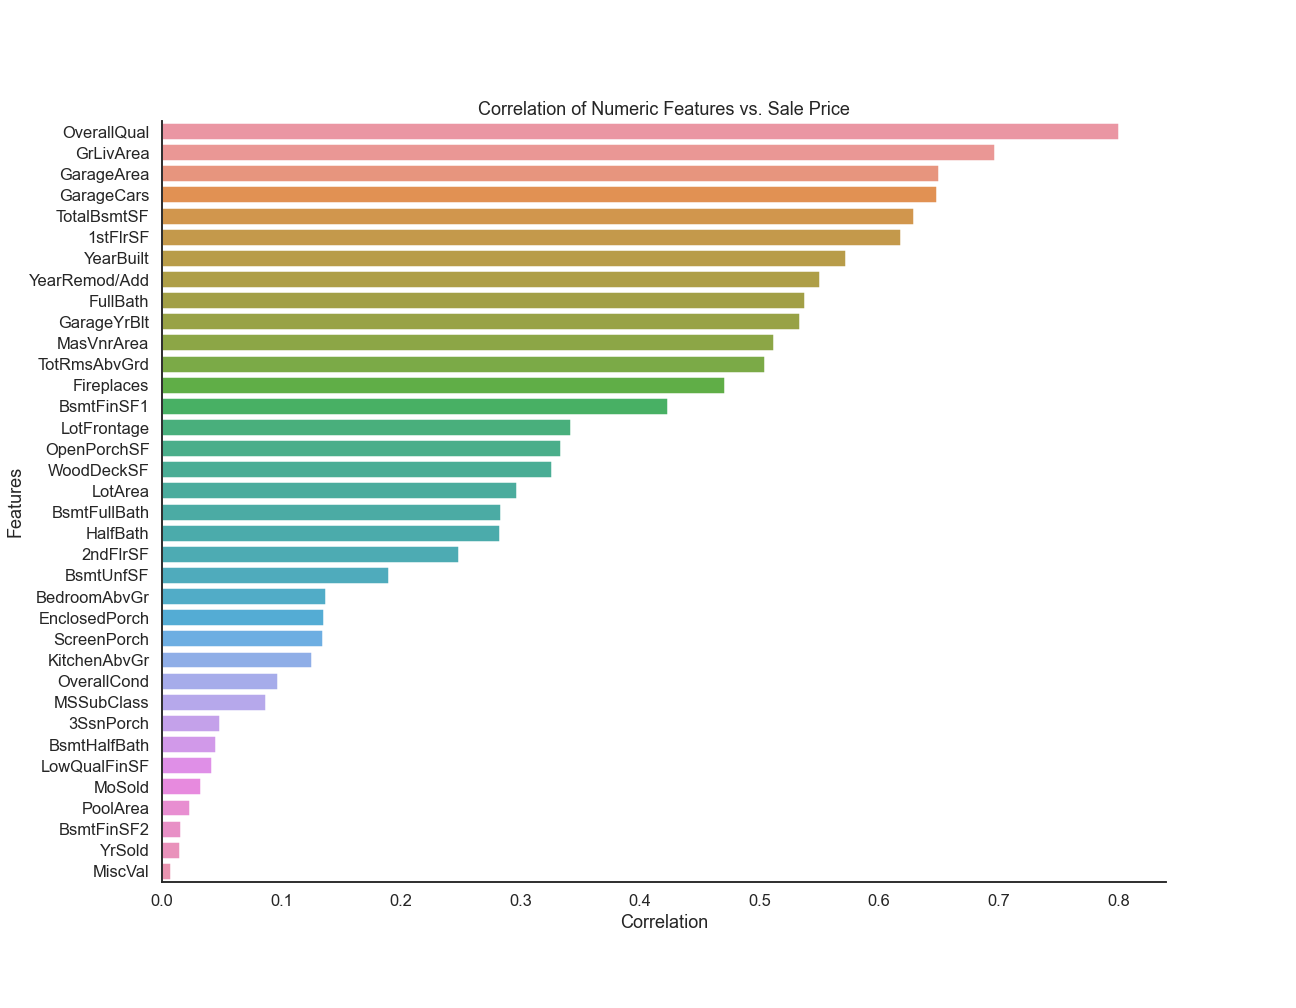 Correlation of Numeric Features vs. Sale Price
OverallQual
GrLivArea
GarageArea
GarageCars
TotalBsmtSF
1stFlrSF
YearBuilt
YearRemod/Add
FullBath
GarageYrBlt
MasVnrArea
TotRmsAbvGrd
Fireplaces
BsmtFinSF1
LotFrontage
OpenPorchSF
WoodDeckSF
LotArea
BsmtFullBath
HalfBath
2ndFlrSF
BsmtUnfSF
BedroomAbvGr
EnclosedPorch
ScreenPorch
KitchenAbvGr
OverallCond
MSSubClass
3SsnPorch
BsmtHalfBath
LowQualFinSF
MoSold
PoolArea
BsmtFinSF2
YrSold
MiscVal
Features
0.0 0.1 0.2 0.3 0.4 0.5 0.6 0.7 0.8
Correlation